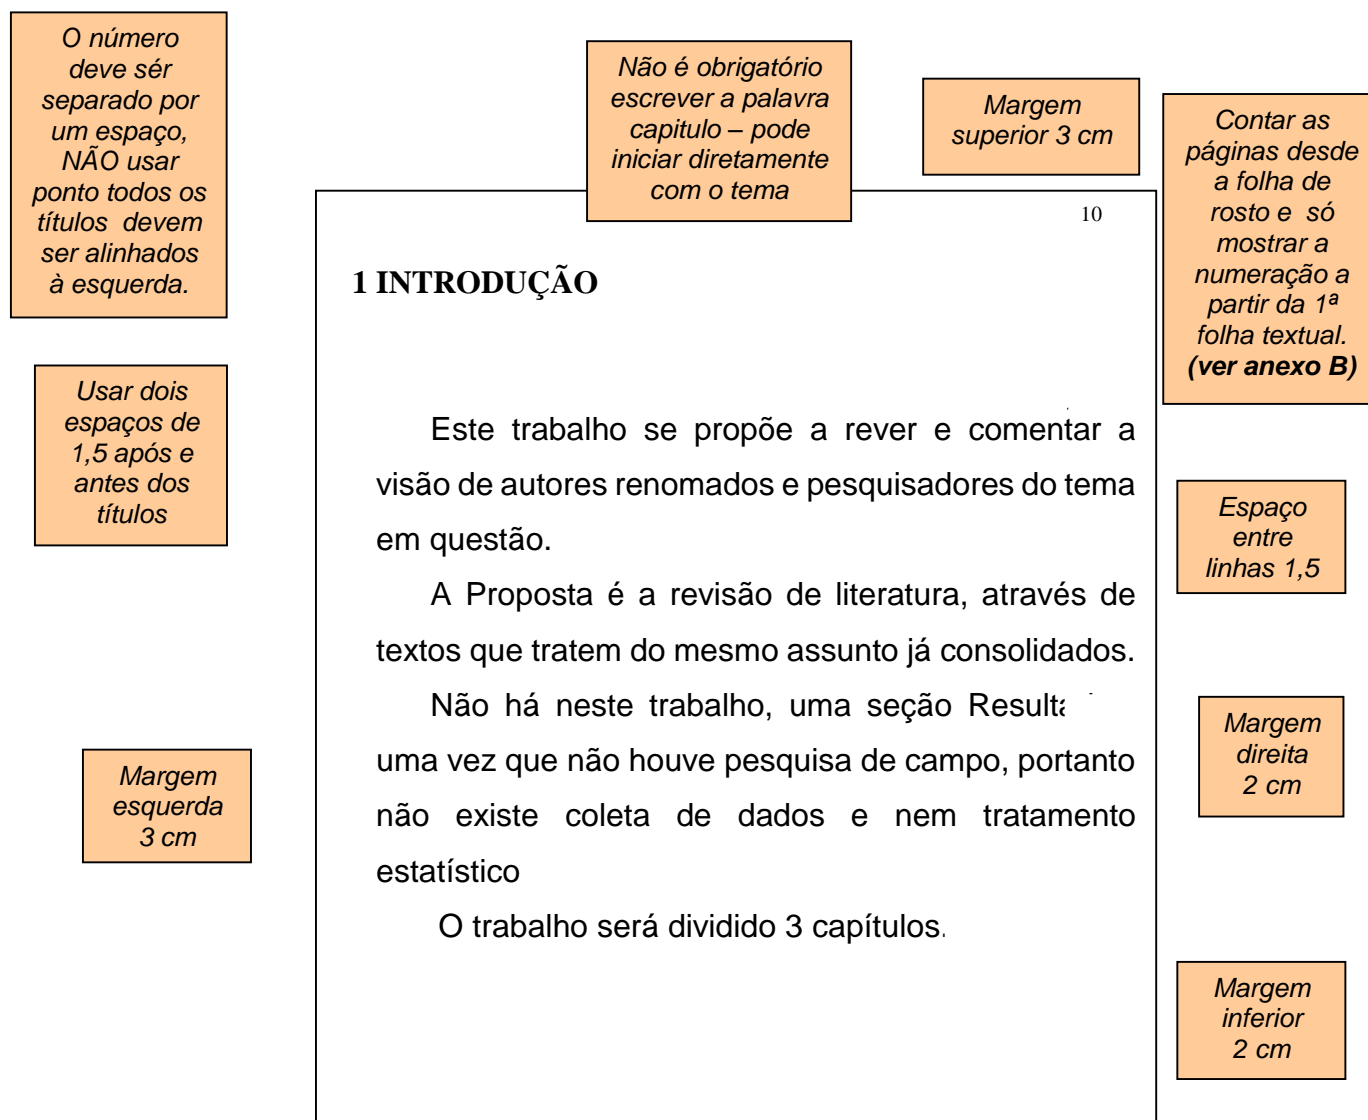 O número
deve sér
separado por
um espaço,
NÃO usar
ponto todos os
títulos devem
ser alinhados
à esquerda.
Não é obrigatório
escrever a palavra
capitulo – pode
iniciar diretamente
com o tema
Margem
superior 3 cm
Contar as
páginas desde
a folha de
rosto e só
mostrar a
numeração a
partir da 1ª
folha textual.
(ver anexo B)
10
1 INTRODUÇÃO
Usar dois
espaços de
1,5 após e
antes dos
títulos
Este trabalho se propõe a rever e comentar a
visão de autores renomados e pesquisadores do tema
em questão.
A Proposta é a revisão de literatura, através de
textos que tratem do mesmo assunto já consolidados.
Não há neste trabalho, uma seção
uma vez que não houve pesquisa de campo, portanto
não existe coleta de dados e nem tratamento
estatístico
O trabalho será dividido 3 capítulos.
Espaço
entre
linhas 1,5
Margem
direita
2 cm
Margem
esquerda
3 cm
Margem
inferior
2 cm